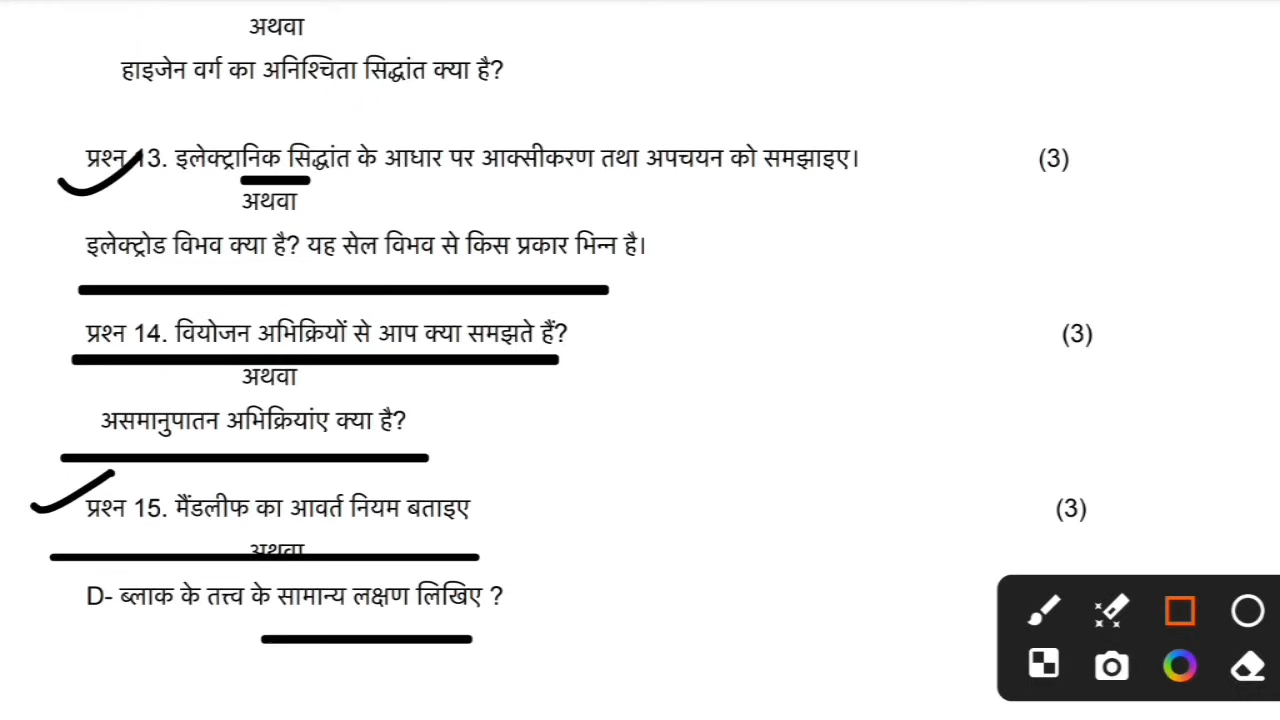 अथवा
हाइजेन वर्ग का अनिश्चिता सिद्धांत क्या है?
प्रश्न 13. इलेक्ट्रानिक सिद्धांत के आधार पर आक्सीकरण तथा अपचयन को समझाइए। (3)
अथवा
इलेक्ट्रोड विभव क्या है? यह सेल विभव से किस प्रकार भिन्न है।
प्रश्न 14. वियोजन अभिक्रियों से आप क्या समझते हैं? (3)
अथवा
असमानुपातन अभिक्रियांए क्या है?
प्रश्न 15. मैंडलीफ का आवर्त नियम बताइए (3)
अथवा
D- ब्लाक के तत्त्व के सामान्य लक्षण लिखिए ?